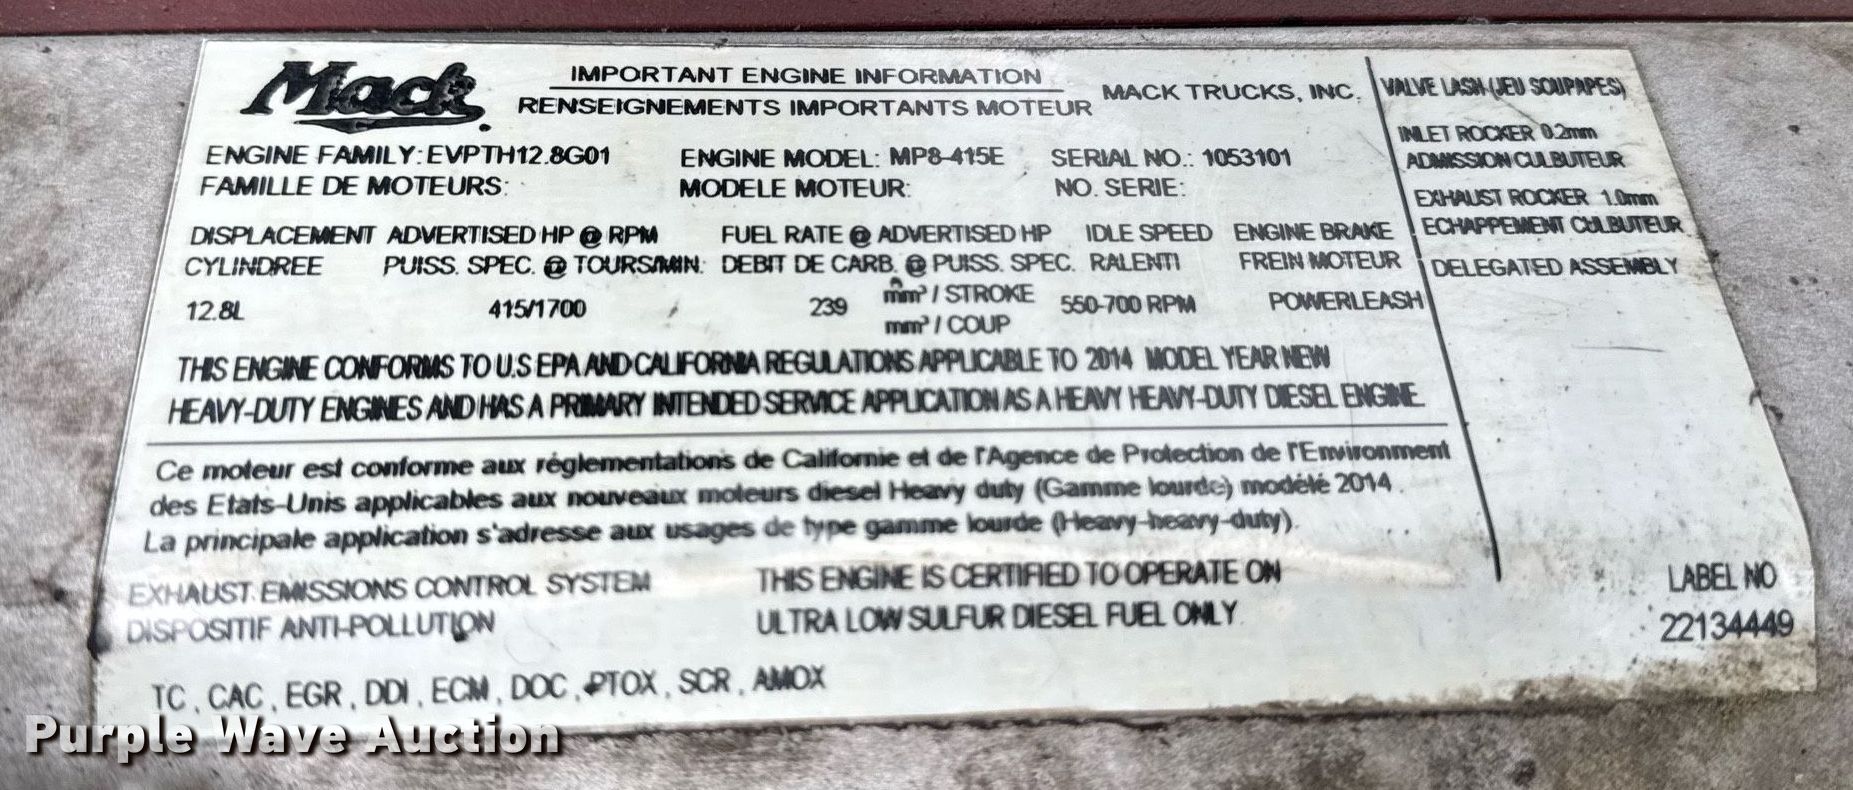 Mack
IMPORTANT ENGINE INFORMATION
RENSEIGNEMENTS IMPORTANTS MOTEUR
MACK TRUCKS, INC.
ENGINE FAMILY: EVPTH12.8G01 ENGINE MODEL: MP8-415E SERIAL NO.: 1053101
FAMILLE DE MOTEURS: MODELE MOTEUR: NO. SERIE:
DISPLACEMENT ADVERTISED HP @ RPM FUEL RATE @ ADVERTISED HP IDLE SPEED ENGINE BRAKE
CYLINDREE PUISS. SPEC. @ TOURS/MIN: DEBIT DE CARB. @ PUISS. SPEC. RALENTI FREIN MOTEUR
12.8L 415/1700 239 mm³ / STROKE 550-700 RPM POWERLEASH
mm³ / COUP
THIS ENGINE CONFORMS TO U.S EPA AND CALIFORNIA REGULATIONS APPLICABLE TO 2014 MODEL YEAR NEW
HEAVY-DUTY ENGINES AND HAS A PRIMARY INTENDED SERVICE APPLICATION AS A HEAVY HEAVY-DUTY DIESEL ENGINE.
Ce moteur est conforme aux réglementations de Californie et de l'Agence de Protection de l'Environment
des Etats-Unis applicables aux nouveaux moteurs diesel Heavy duty (Gamme lourde) modélé 2014.
La principale application s'adresse aux usages de type gamme lourde (Heavy-heavy-duty).
EXHAUST EMISSIONS CONTROL SYSTEM
DISPOSITIF ANTI-POLLUTION
THIS ENGINE IS CERTIFIED TO OPERATE ON
ULTRA LOW SULFUR DIESEL FUEL ONLY.
TC, CAC, EGR, DDI, ECM, DOC, PTOX, SCR, AMOX
VALVE LASH (JEU SOUPAPES)
INLET ROCKER 0.2mm
ADMISSION CULBUTEUR
EXHAUST ROCKER 1.0mm
ECHAPPEMENT CULBUTEUR
DELEGATED ASSEMBLY
LABEL NO
22134449
Purple Wave Auction